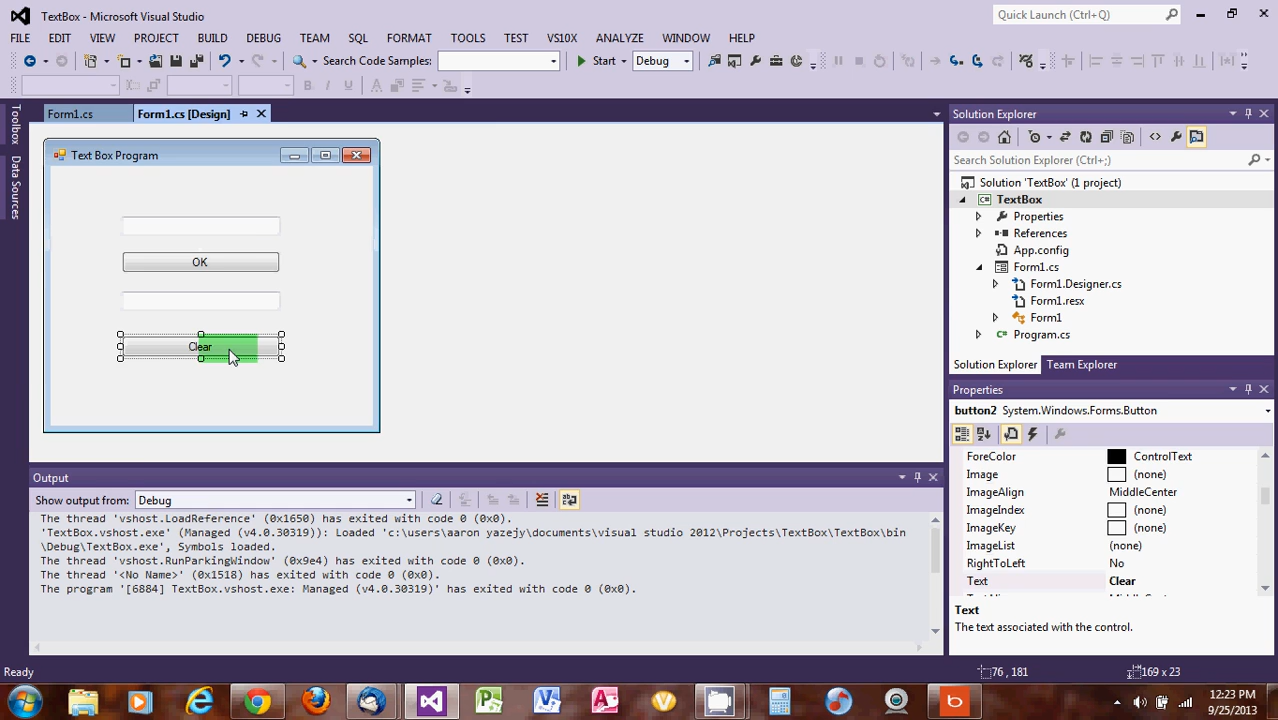 TextBox - Microsoft Visual Studio
Quick Launch (Ctrl+Q)
FILE EDIT VIEW PROJECT BUILD DEBUG TEAM SQL FORMAT TOOLS TEST VS10X ANALYZE WINDOW HELP
Search Code Samples:
Start
Debug
Toolbox
Data Sources
Form1.cs
Form1.cs [Design]
Text Box Program
OK
Clear
Solution Explorer
Search Solution Explorer (Ctrl+;)
Solution 'TextBox' (1 project)
TextBox
Properties
References
App.config
Form1.cs
Form1.Designer.cs
Form1.resx
Form1
Program.cs
Solution Explorer
Team Explorer
Properties
button2 System.Windows.Forms.Button
ForeColor ControlText
Image (none)
ImageAlign MiddleCenter
ImageIndex (none)
ImageKey (none)
ImageList (none)
RightToLeft No
Text Clear
Text
The text associated with the control.
Output
Show output from: Debug
The thread 'vshost.LoadReference' (0x1650) has exited with code 0 (0x0).
'TextBox.vshost.exe' (Managed (v4.0.30319)): Loaded 'c:\users\aaron yazejy\documents\visual studio 2012\Projects\TextBox\TextBox\bin
\Debug\TextBox.exe', Symbols loaded.
The thread 'vshost.RunParkingWindow' (0x9e4) has exited with code 0 (0x0).
The thread '<No Name>' (0x1518) has exited with code 0 (0x0).
The program '[6884] TextBox.vshost.exe: Managed (v4.0.30319)' has exited with code 0 (0x0).
Ready
76 , 181
169 x 23
12:23 PM
9/25/2013